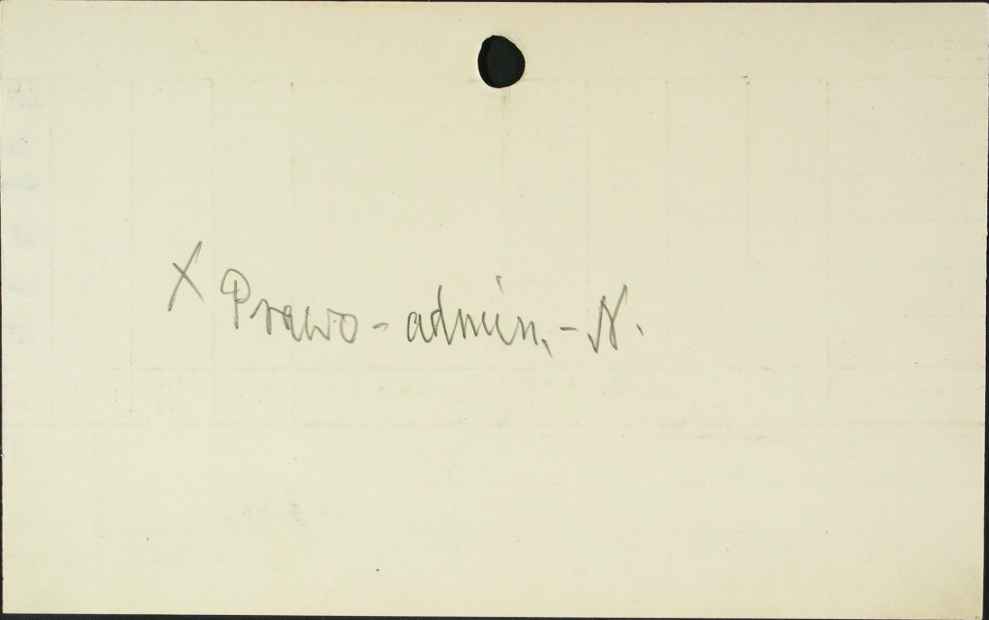 X Prawo - admin. - N.